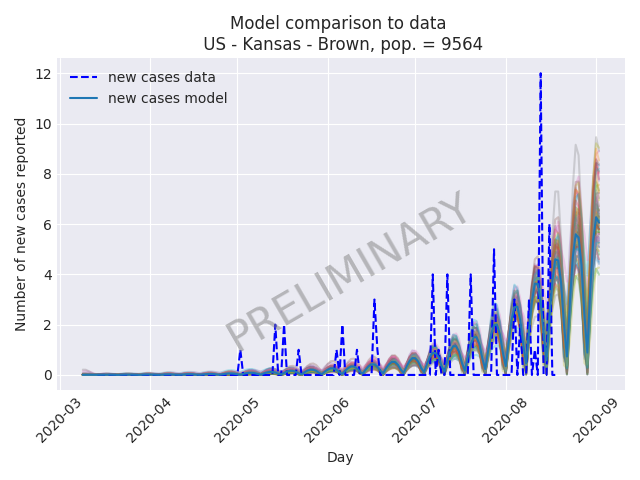 Model comparison to data
US - Kansas - Brown, pop. = 9564
new cases data
new cases model
Number of new cases reported
12
10
8
6
4
2
0
PRELIMINARY
2020-03
2020-04
2020-05
2020-06
2020-07
2020-08
2020-09
Day